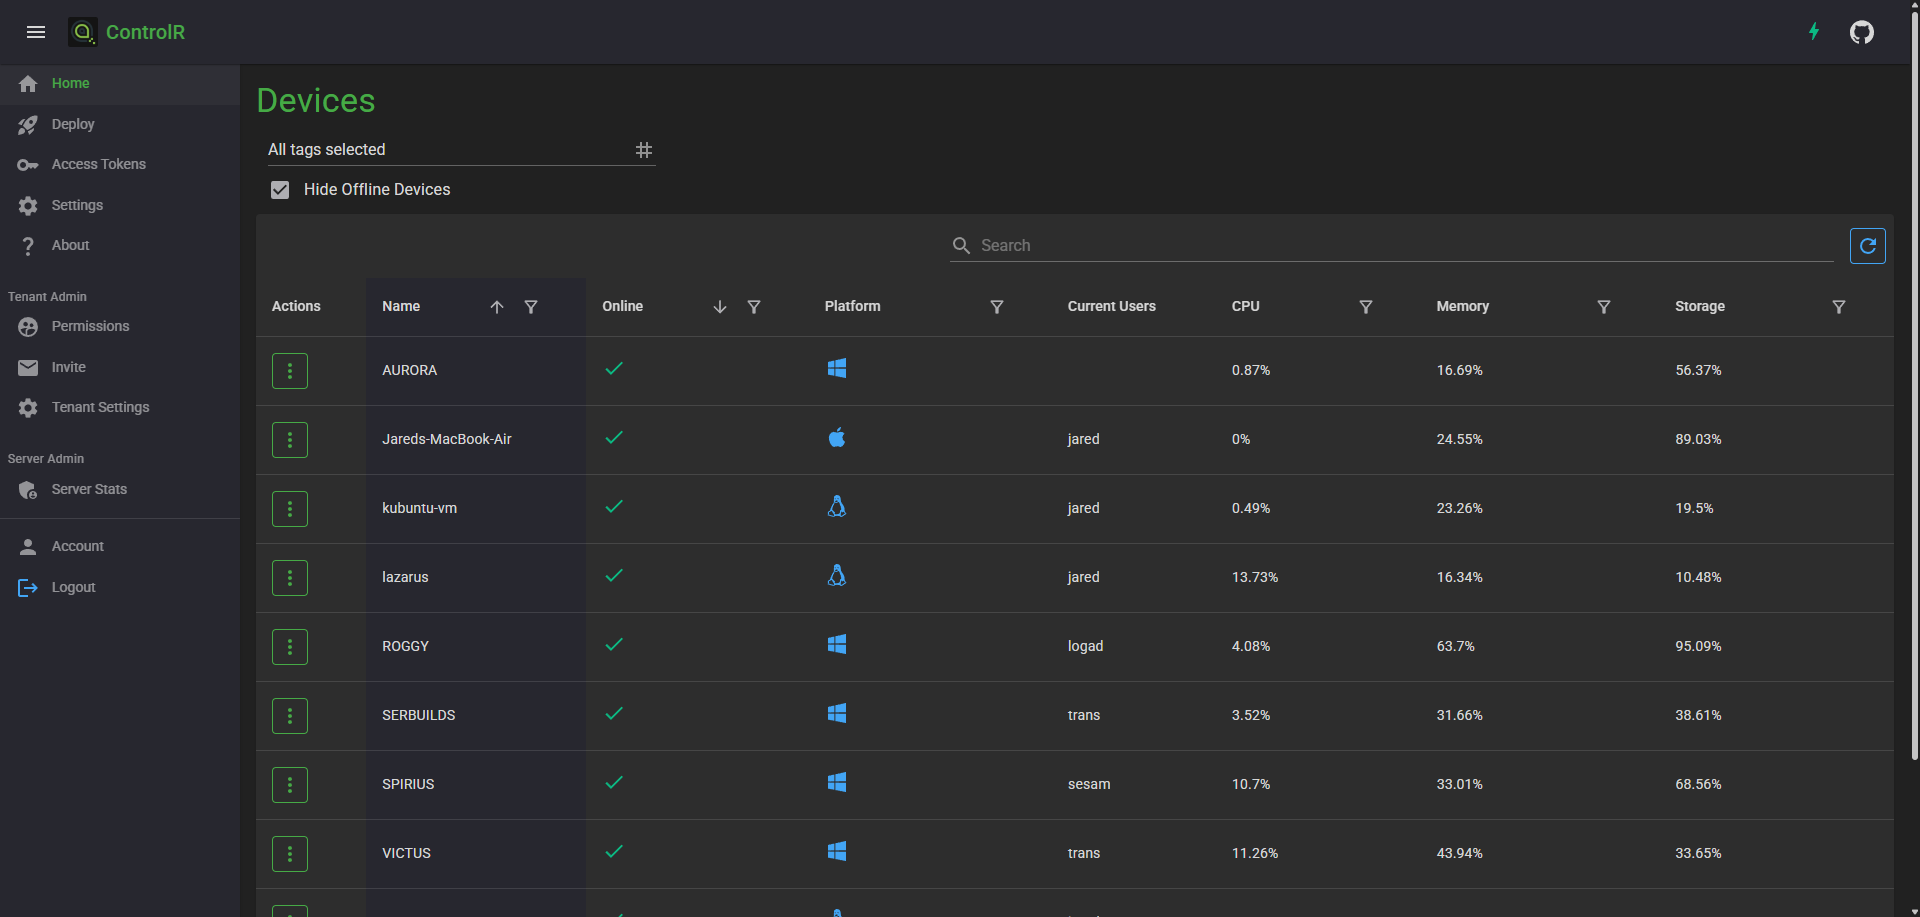 ControlR
Home
Deploy
Access Tokens
Settings
About
Tenant Admin
Permissions
Invite
Tenant Settings
Server Admin
Server Stats
Account
Logout
Devices
All tags selected
Hide Offline Devices
Search
Actions Name Online Platform Current Users CPU Memory Storage
AURORA 0.87% 16.69% 56.37%
Jareds-MacBook-Air jared 0% 24.55% 89.03%
kubuntu-vm jared 0.49% 23.26% 19.5%
lazarus jared 13.73% 16.34% 10.48%
ROGGY logad 4.08% 63.7% 95.09%
SERBUILDS trans 3.52% 31.66% 38.61%
SPIRIUS sesam 10.7% 33.01% 68.56%
VICTUS trans 11.26% 43.94% 33.65%